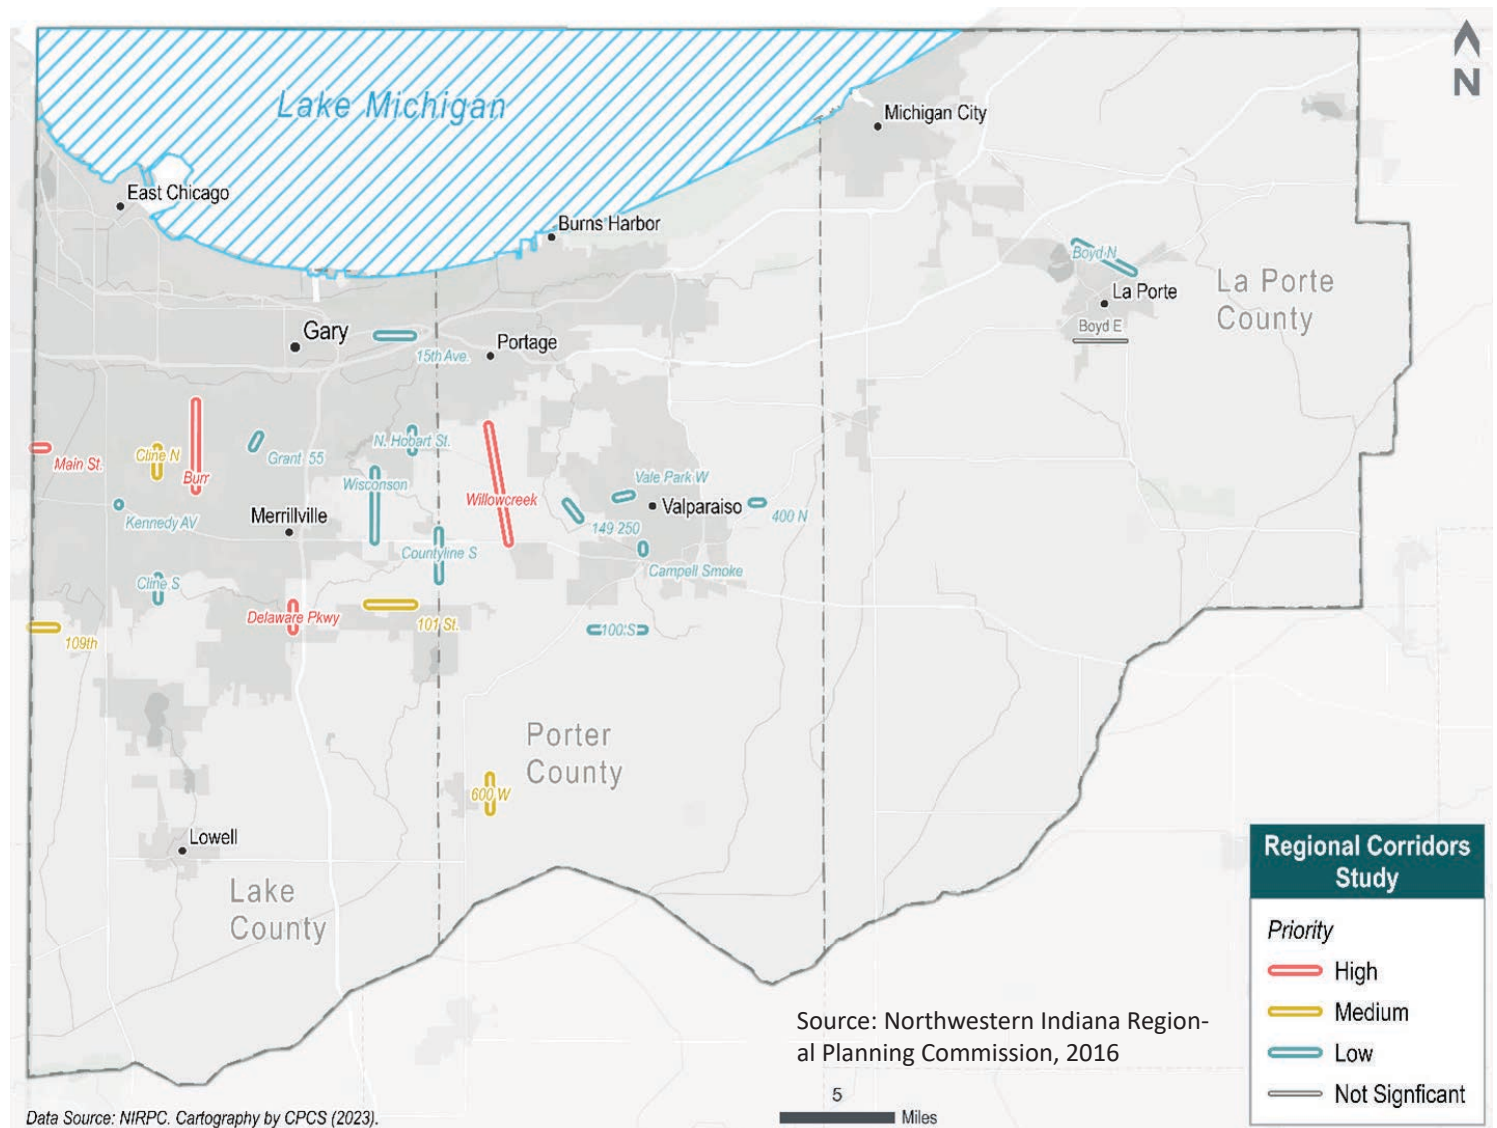 N
Lake Michigan
Michigan City
East Chicago
Burns Harbor
Boyd N
La Porte
La Porte
County
Boyd E
Gary
15th Ave.
Portage
Main St.
Cline N
Burr
Grant 55
N. Hobart St.
Wisconson
Willowcreek
Vale Park W
Valparaiso
400 N
149 250
Kennedy AV
Merrillville
Countyline S
Campell Smoke
Cline S
Delaware Pkwy
101 St.
100 S
109th
Porter
County
600 W
Lowell
Lake
County
Regional Corridors
Study
Priority
High
Medium
Low
Not Signficant
Source: Northwestern Indiana Region-
al Planning Commission, 2016
5
Miles
Data Source: NIRPC. Cartography by CPCS (2023).